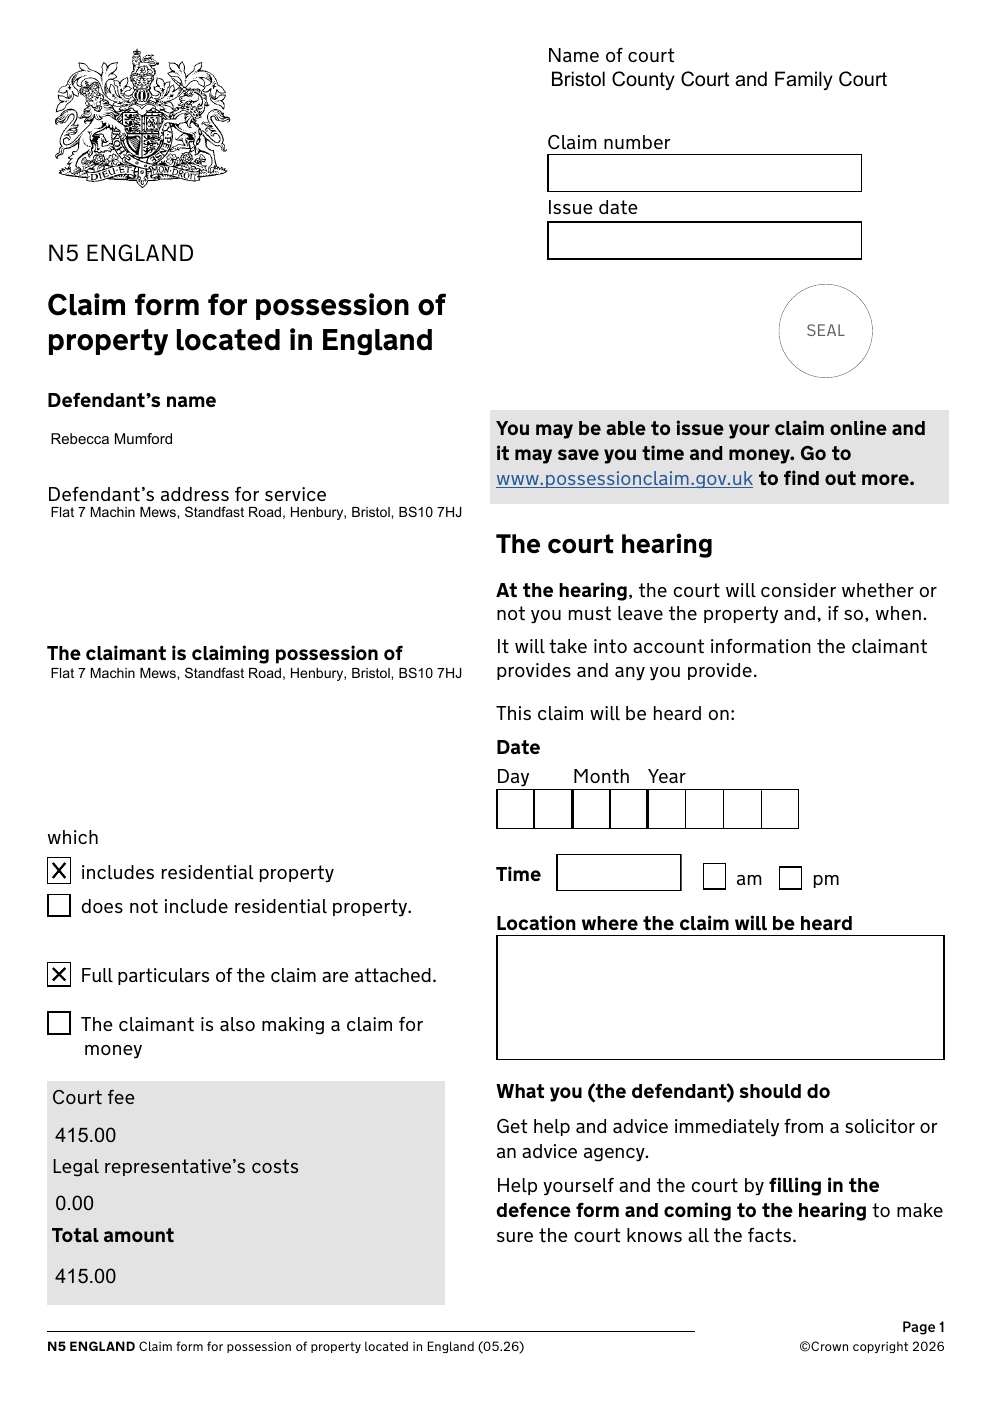 DIEU ET MON DROIT
N5 ENGLAND
Claim form for possession of
property located in England
Name of court
Bristol County Court and Family Court
Claim number
Issue date
SEAL
Defendant's name
Rebecca Mumford
Defendant's address for service
Flat 7 Machin Mews, Standfast Road, Henbury, Bristol, BS10 7HJ
The claimant is claiming possession of
Flat 7 Machin Mews, Standfast Road, Henbury, Bristol, BS10 7HJ
which
X includes residential property
does not include residential property.
X Full particulars of the claim are attached.
The claimant is also making a claim for
money
Court fee
415.00
Legal representative's costs
0.00
Total amount
415.00
You may be able to issue your claim online and
it may save you time and money. Go to
www.possessionclaim.gov.uk to find out more.
The court hearing
At the hearing, the court will consider whether or
not you must leave the property and, if so, when.
It will take into account information the claimant
provides and any you provide.
This claim will be heard on:
Date
Day Month Year
Time am pm
Location where the claim will be heard
What you (the defendant) should do
Get help and advice immediately from a solicitor or
an advice agency.
Help yourself and the court by filling in the
defence form and coming to the hearing to make
sure the court knows all the facts.
Page 1
N5 ENGLAND Claim form for possession of property located in England (05.26)
©Crown copyright 2026